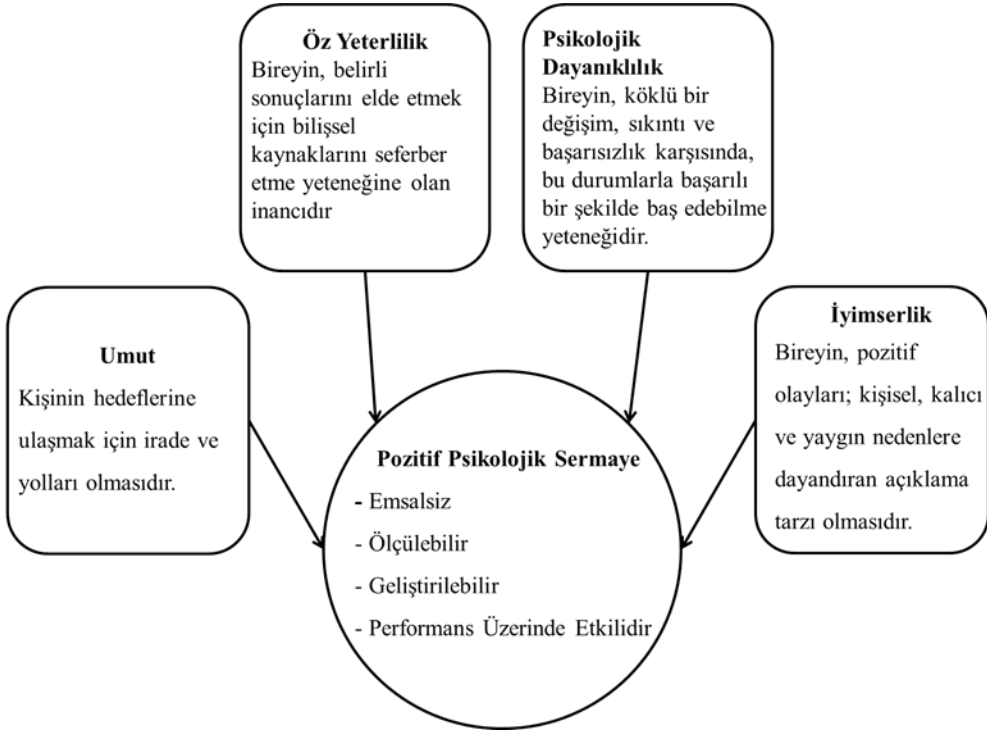 Öz Yeterlilik
Bireyin, belirli
sonuçlarını elde etmek
için bilişsel
kaynaklarını seferber
etme yeteneğine olan
inancıdır
Psikolojik
Dayanıklılık
Bireyin, köklü bir
değişim, sıkıntı ve
başarısızlık karşısında,
bu durumlarla başarılı
bir şekilde baş edebilme
yeteneğidir.
Umut
Kişinin hedeflerine
ulaşmak için irade ve
yolları olmasıdır.
İyimserlik
Bireyin, pozitif
olayları; kişisel, kalıcı
ve yaygın nedenlere
dayandıran açıklama
tarzı olmasıdır.
Pozitif Psikolojik Sermaye
- Emsalsiz
- Ölçülebilir
- Geliştirilebilir
- Performans Üzerinde Etkilidir